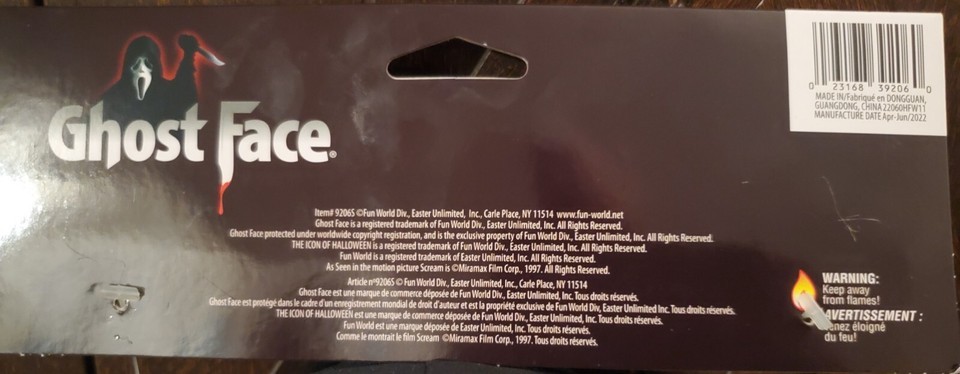 Ghost Face®
0 23168 39206 0
MADE IN/Fabriqué en DONGGUAN,
GUANGDONG, CHINA 22060HFW11
MANUFACTURE DATE Apr-Jun/2022
Item# 9206S ©Fun World Div., Easter Unlimited, Inc., Carle Place, NY 11514 www.fun-world.net
Ghost Face is a registered trademark of Fun World Div., Easter Unlimited, Inc. All Rights Reserved.
Ghost Face protected under worldwide copyright registration, and is the exclusive property of Fun World Div., Easter Unlimited, Inc. All Rights Reserved.
THE ICON OF HALLOWEEN is a registered trademark of Fun World Div., Easter Unlimited, Inc. All Rights Reserved.
Fun World is a registered trademark of Easter Unlimited, Inc. All Rights Reserved.
As Seen in the motion picture Scream is ©Miramax Film Corp., 1997. All Rights Reserved.
Article nº9206S © Fun World Div., Easter Unlimited, Inc., Carle Place, NY 11514
Ghost Face est une marque de commerce déposée de Fun World Div., Easter Unlimited, Inc. Tous droits réservés.
Ghost Face est protégé dans le cadre d'un enregistrement mondial de droit d'auteur et est la propriété exclusive de Fun World Div, Easter Unlimited, Inc. Tous droits réservés.
THE ICON OF HALLOWEEN est une marque de commerce déposée de Fun World Div., Easter Unlimited, Inc. Tous droits réservés.
Fun World est une marque déposée de Easter Unlimited, Inc. Tous droits réservés.
Comme le montrait le film Scream ©Miramax Film Corp., 1997. Tous droits réservés.
WARNING:
Keep away
from flames!
AVERTISSEMENT :
enez éloigné
du feu!